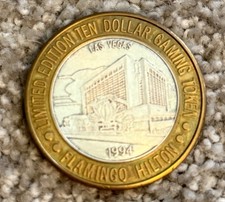 LIMITED EDITION TEN DOLLAR GAMING TOKEN
LAS VEGAS
1994
FLAMINGO HILTON